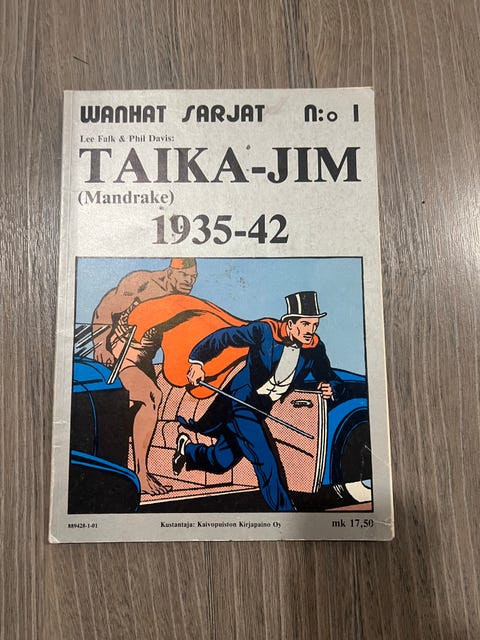 WANHAT SARJAT N:o 1
Lee Falk & Phil Davis:
TAIKA-JIM
(Mandrake)
1935-42
889428-1-01 Kustantaja: Kaivopuiston Kirjapaino Oy mk 17,50